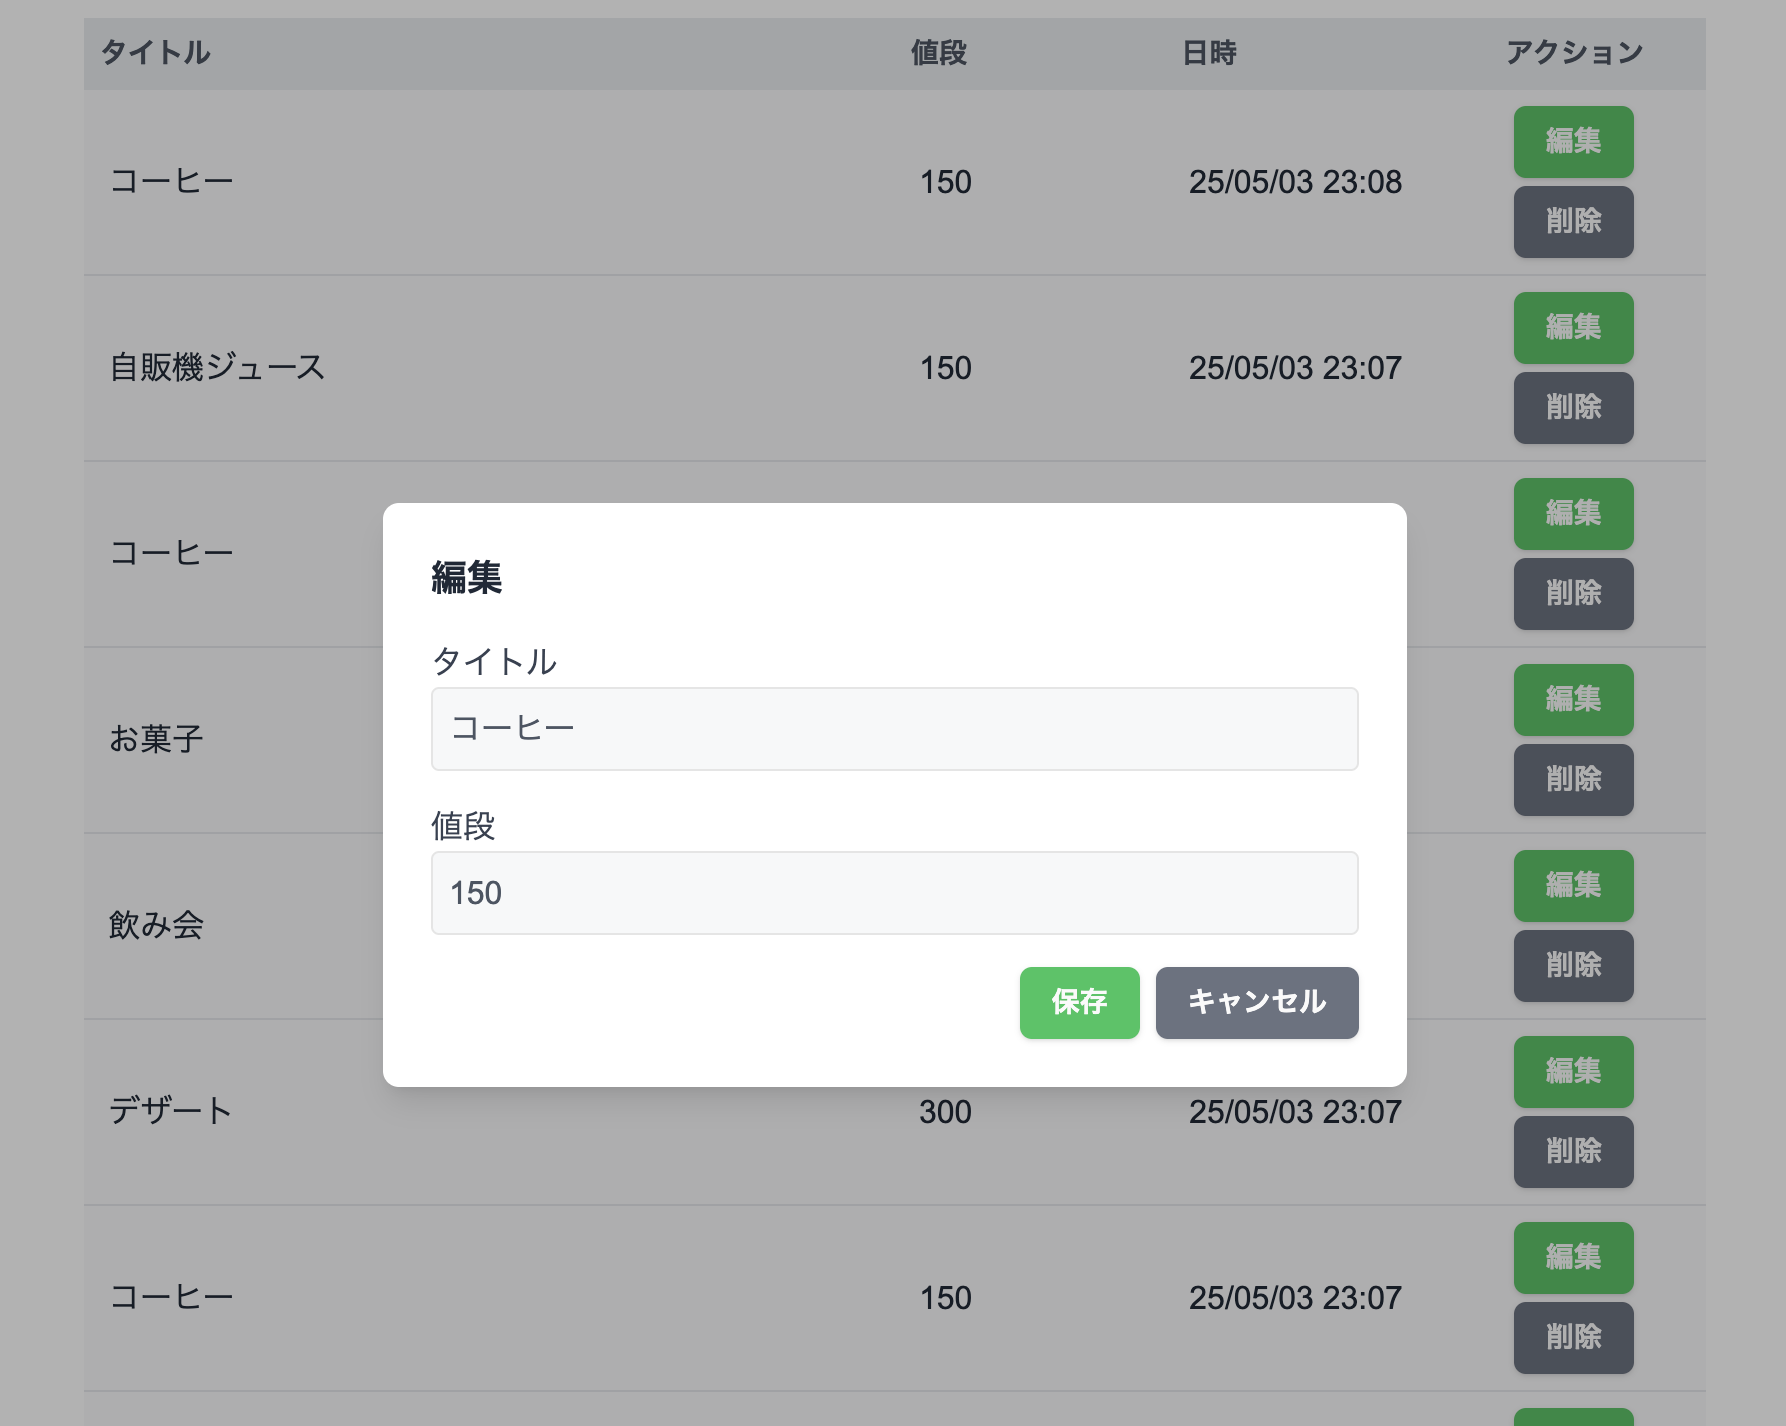 タイトル 値段 日時 アクション
コーヒー 150 25/05/03 23:08 編集
削除
自販機ジュース 150 25/05/03 23:07 編集
削除
コーヒー 編集
削除
お菓子 編集
削除
飲み会 編集
削除
デザート 300 25/05/03 23:07 編集
削除
コーヒー 150 25/05/03 23:07 編集
削除
編集
タイトル
コーヒー
値段
150
保存 キャンセル